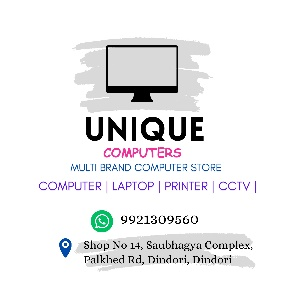 UNIQUE
COMPUTERS
MULTI BRAND COMPUTER STORE
COMPUTER | LAPTOP | PRINTER | CCTV |
9921309560
Shop No 14, Saubhagya Complex,
Palkhed Rd, Dindori, Dindori